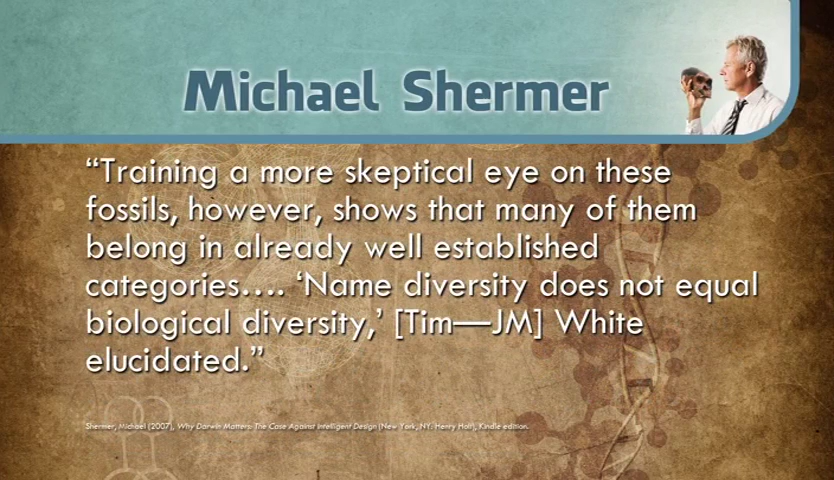 Michael Shermer
“Training a more skeptical eye on these
fossils, however, shows that many of them
belong in already well established
categories.... ‘Name diversity does not equal
biological diversity,’ [Tim—JM] White
elucidated.”
Shermer, Michael (2007), Why Darwin Matters: The Case Against Intelligent Design (New York, NY: Henry Holt), Kindle edition.